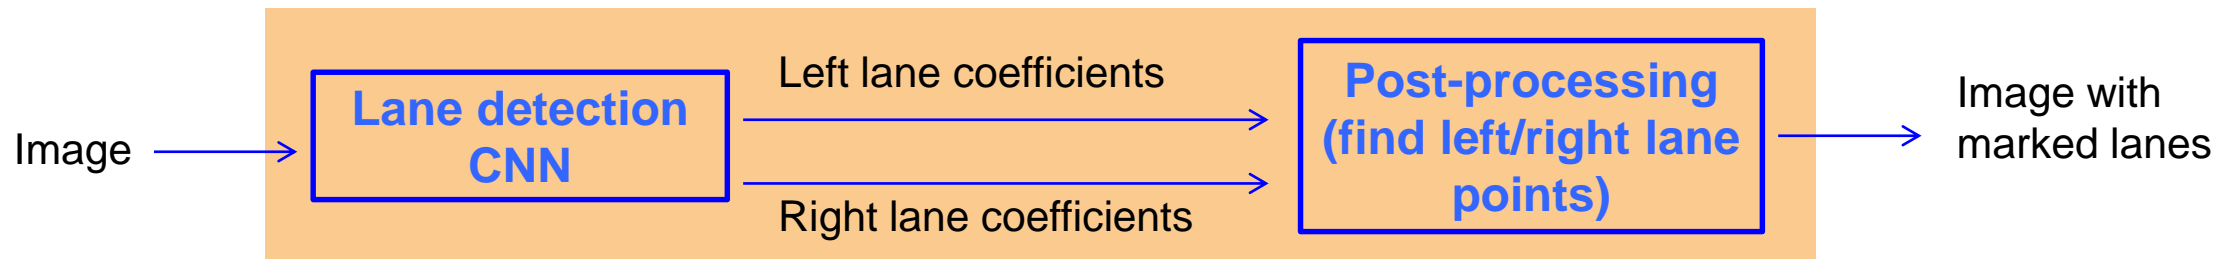 Image
Lane detection
CNN
Left lane coefficients
Right lane coefficients
Post-processing
(find left/right lane
points)
Image with
marked lanes